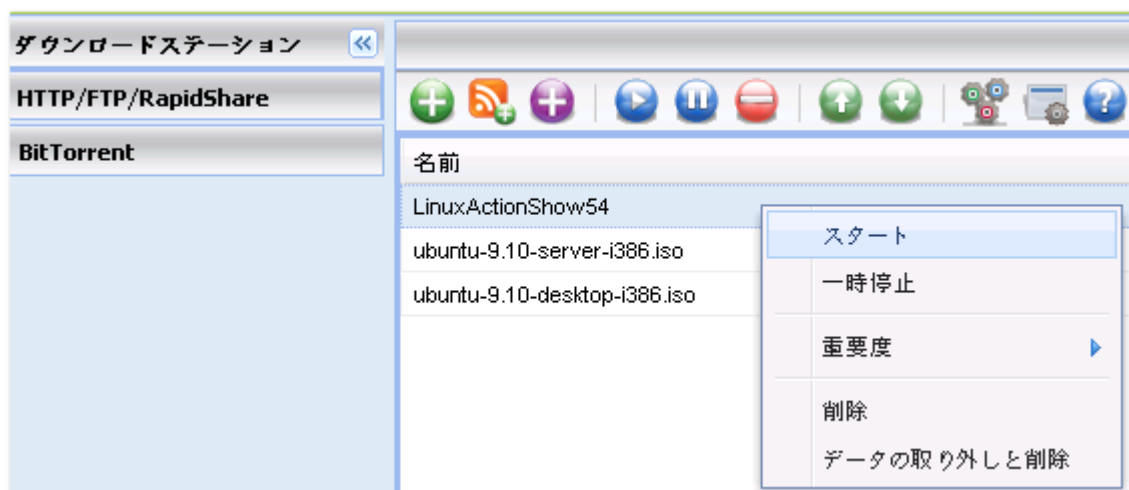 ダウンロードステーション
HTTP/FTP/RapidShare
BitTorrent
名前
LinuxActionShow54
ubuntu-9.10-server-i386.iso
ubuntu-9.10-desktop-i386.iso
スタート
一時停止
重要度
削除
データの取り外しと削除